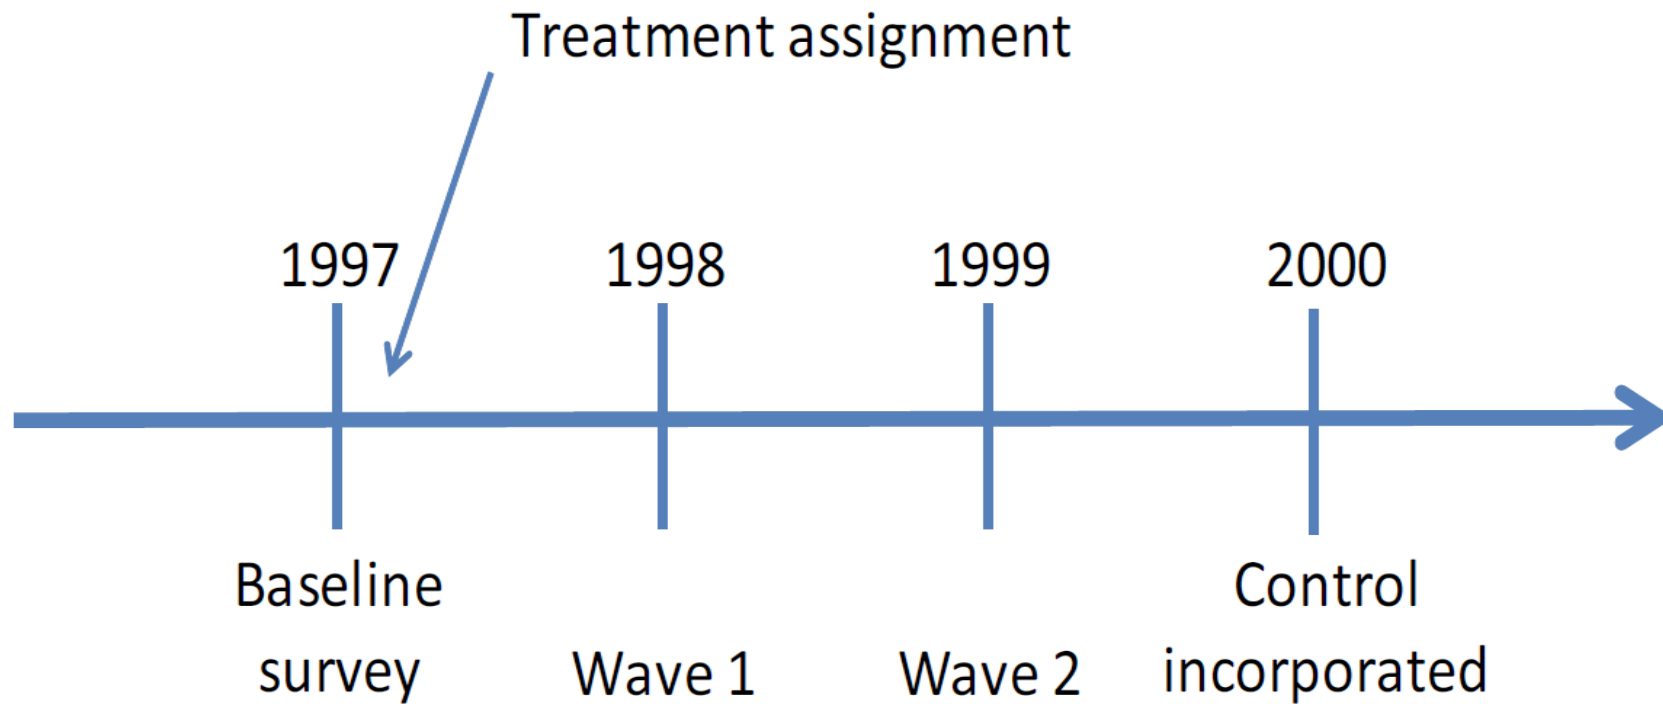 Treatment assignment
1997
1998
1999
2000
Baseline
survey
Wave 1
Wave 2
Control
incorporated